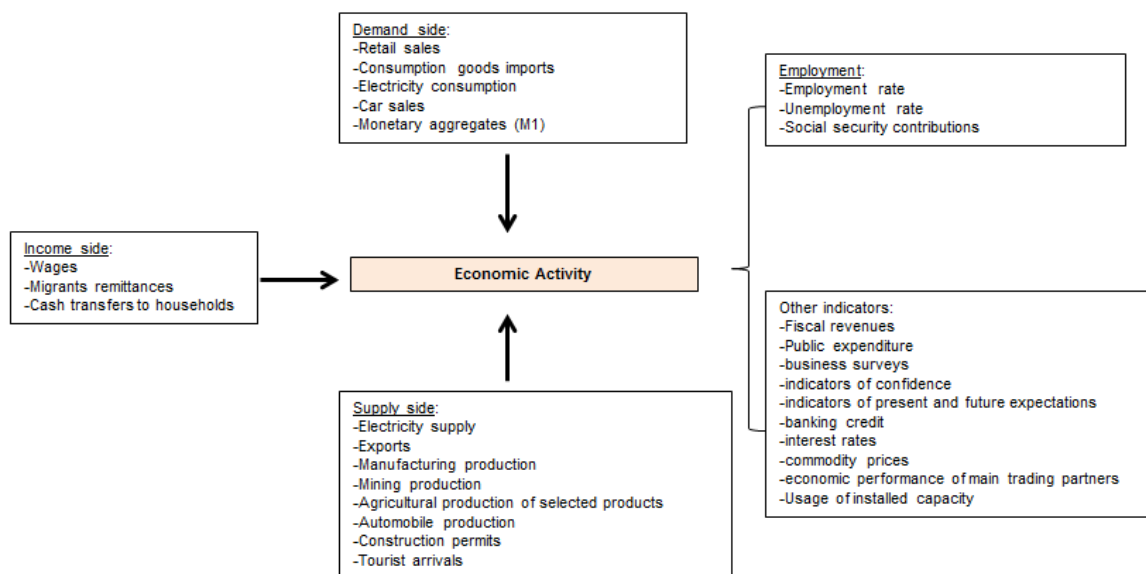 Demand side:
-Retail sales
-Consumption goods imports
-Electricity consumption
-Car sales
-Monetary aggregates (M1)
Employment:
-Employment rate
-Unemployment rate
-Social security contributions
Income side:
-Wages
-Migrants remittances
-Cash transfers to households
Economic Activity
Supply side:
-Electricity supply
-Exports
-Manufacturing production
-Mining production
-Agricultural production of selected products
-Automobile production
-Construction permits
-Tourist arrivals
Other indicators:
-Fiscal revenues
-Public expenditure
-business surveys
-indicators of confidence
-indicators of present and future expectations
-banking credit
-interest rates
-commodity prices
-economic performance of main trading partners
-Usage of installed capacity